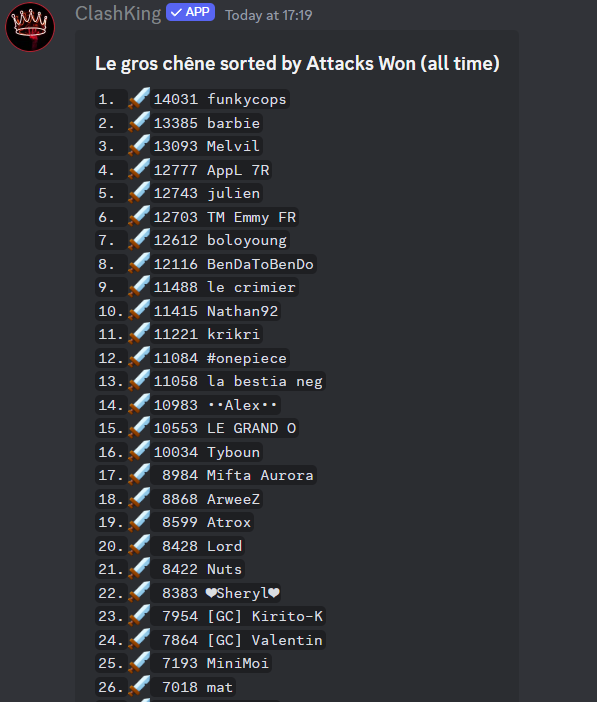 ClashKing ✓ APP Today at 17:19
Le gros chêne sorted by Attacks Won (all time)
1. 14031 funkycops
2. 13385 barbie
3. 13093 Melvil
4. 12777 AppL 7R
5. 12743 julien
6. 12703 TM Emmy FR
7. 12612 boloyoung
8. 12116 BenDaToBenDo
9. 11488 le crimier
10. 11415 Nathan92
11. 11221 krikri
12. 11084 #onepiece
13. 11058 la bestia neg
14. 10983 ••Alex••
15. 10553 LE GRAND O
16. 10034 Tyboun
17. 8984 Mifta Aurora
18. 8868 ArweeZ
19. 8599 Atrox
20. 8428 Lord
21. 8422 Nuts
22. 8383 ❤Sheryl❤
23. 7954 [GC] Kirito-K
24. 7864 [GC] Valentin
25. 7193 MiniMoi
26. 7018 mat